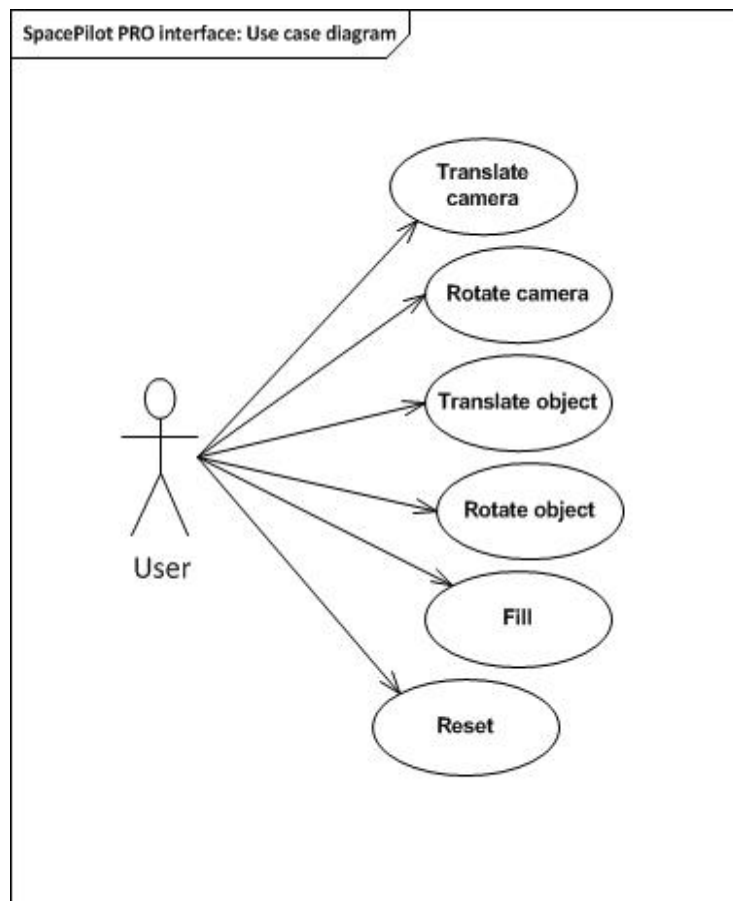 SpacePilot PRO interface: Use case diagram
Translate
camera
Rotate camera
Translate object
Rotate object
User
Fill
Reset